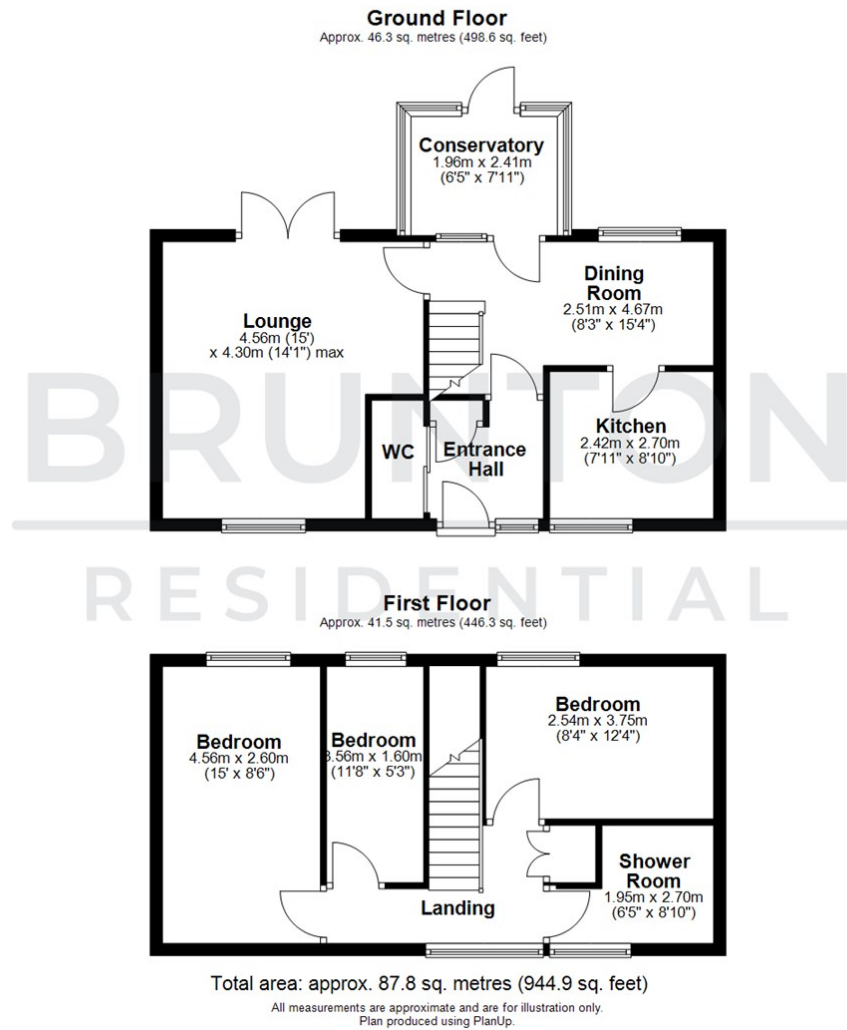 Ground Floor
Approx. 46.3 sq. metres (498.6 sq. feet)
Conservatory
1.96m x 2.41m
(6'5" x 7'11")
Dining
Room
2.51m x 4.67m
(8'3" x 15'4")
Lounge
4.56m (15')
x 4.30m (14'1") max
BRUNTON
Kitchen
2.42m x 2.70m
(7'11" x 8'10")
WC
Entrance
Hall
RESIDENTIAL
First Floor
Approx. 41.5 sq. metres (446.3 sq. feet)
Bedroom
2.54m x 3.75m
(8'4" x 12'4")
Bedroom
4.56m x 2.60m
(15' x 8'6")
Bedroom
3.56m x 1.60m
(11'8" x 5'3")
Shower
Room
1.95m x 2.70m
(6'5" x 8'10")
Landing
Total area: approx. 87.8 sq. metres (944.9 sq. feet)
All measurements are approximate and are for illustration only.
Plan produced using PlanUp.